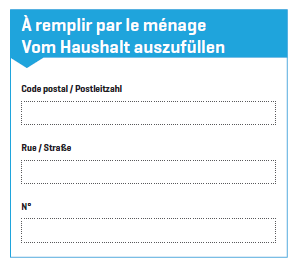 À remplir par le ménage
Vom Haushalt auszufüllen
Code postal / Postleitzahl
Rue / Straße
N°